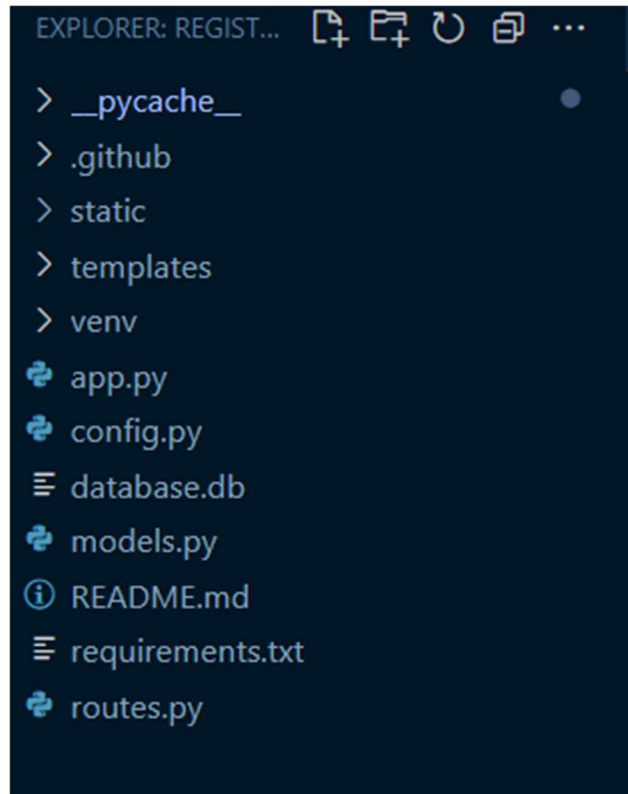 EXPLORER: REGIST... ...
__pycache__
.github
static
templates
venv
app.py
config.py
database.db
models.py
README.md
requirements.txt
routes.py